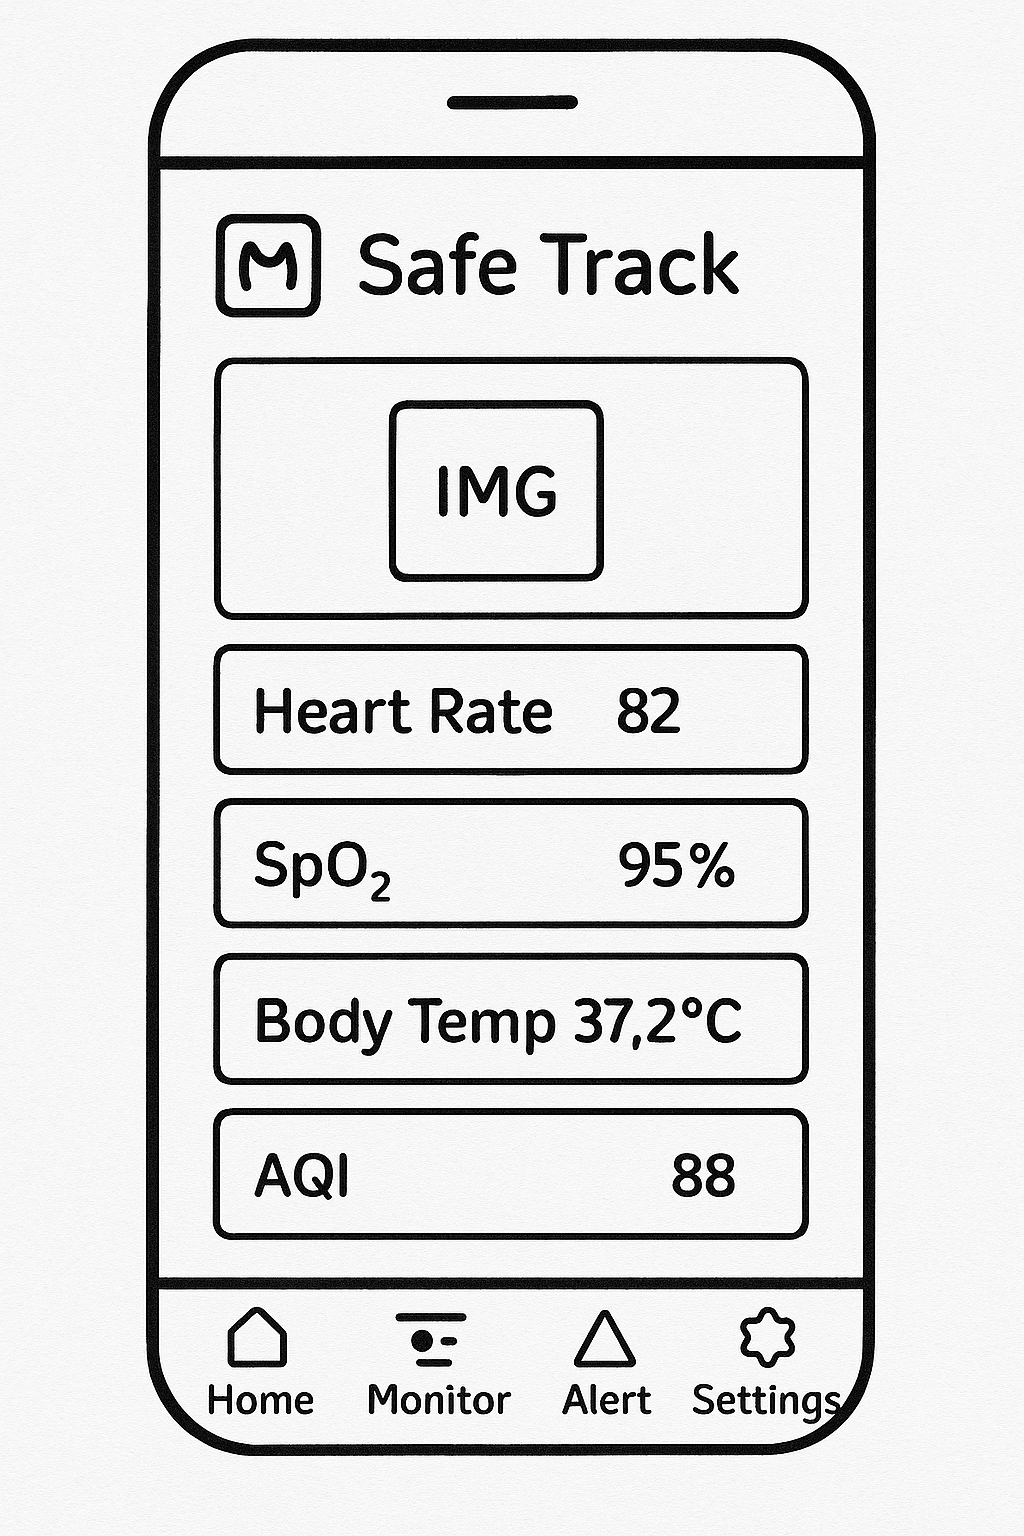 M Safe Track
IMG
Heart Rate 82
SpO₂ 95%
Body Temp 37,2°C
AQI 88
Home Monitor Alert Settings